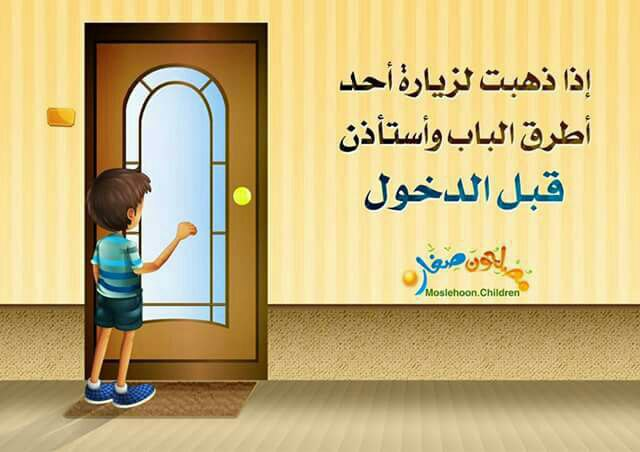 إذا ذهبت لزيارة أحد
أطرق الباب وأستأذن
قبل الدخول
مصلحون صغار
Moslehoon.Children